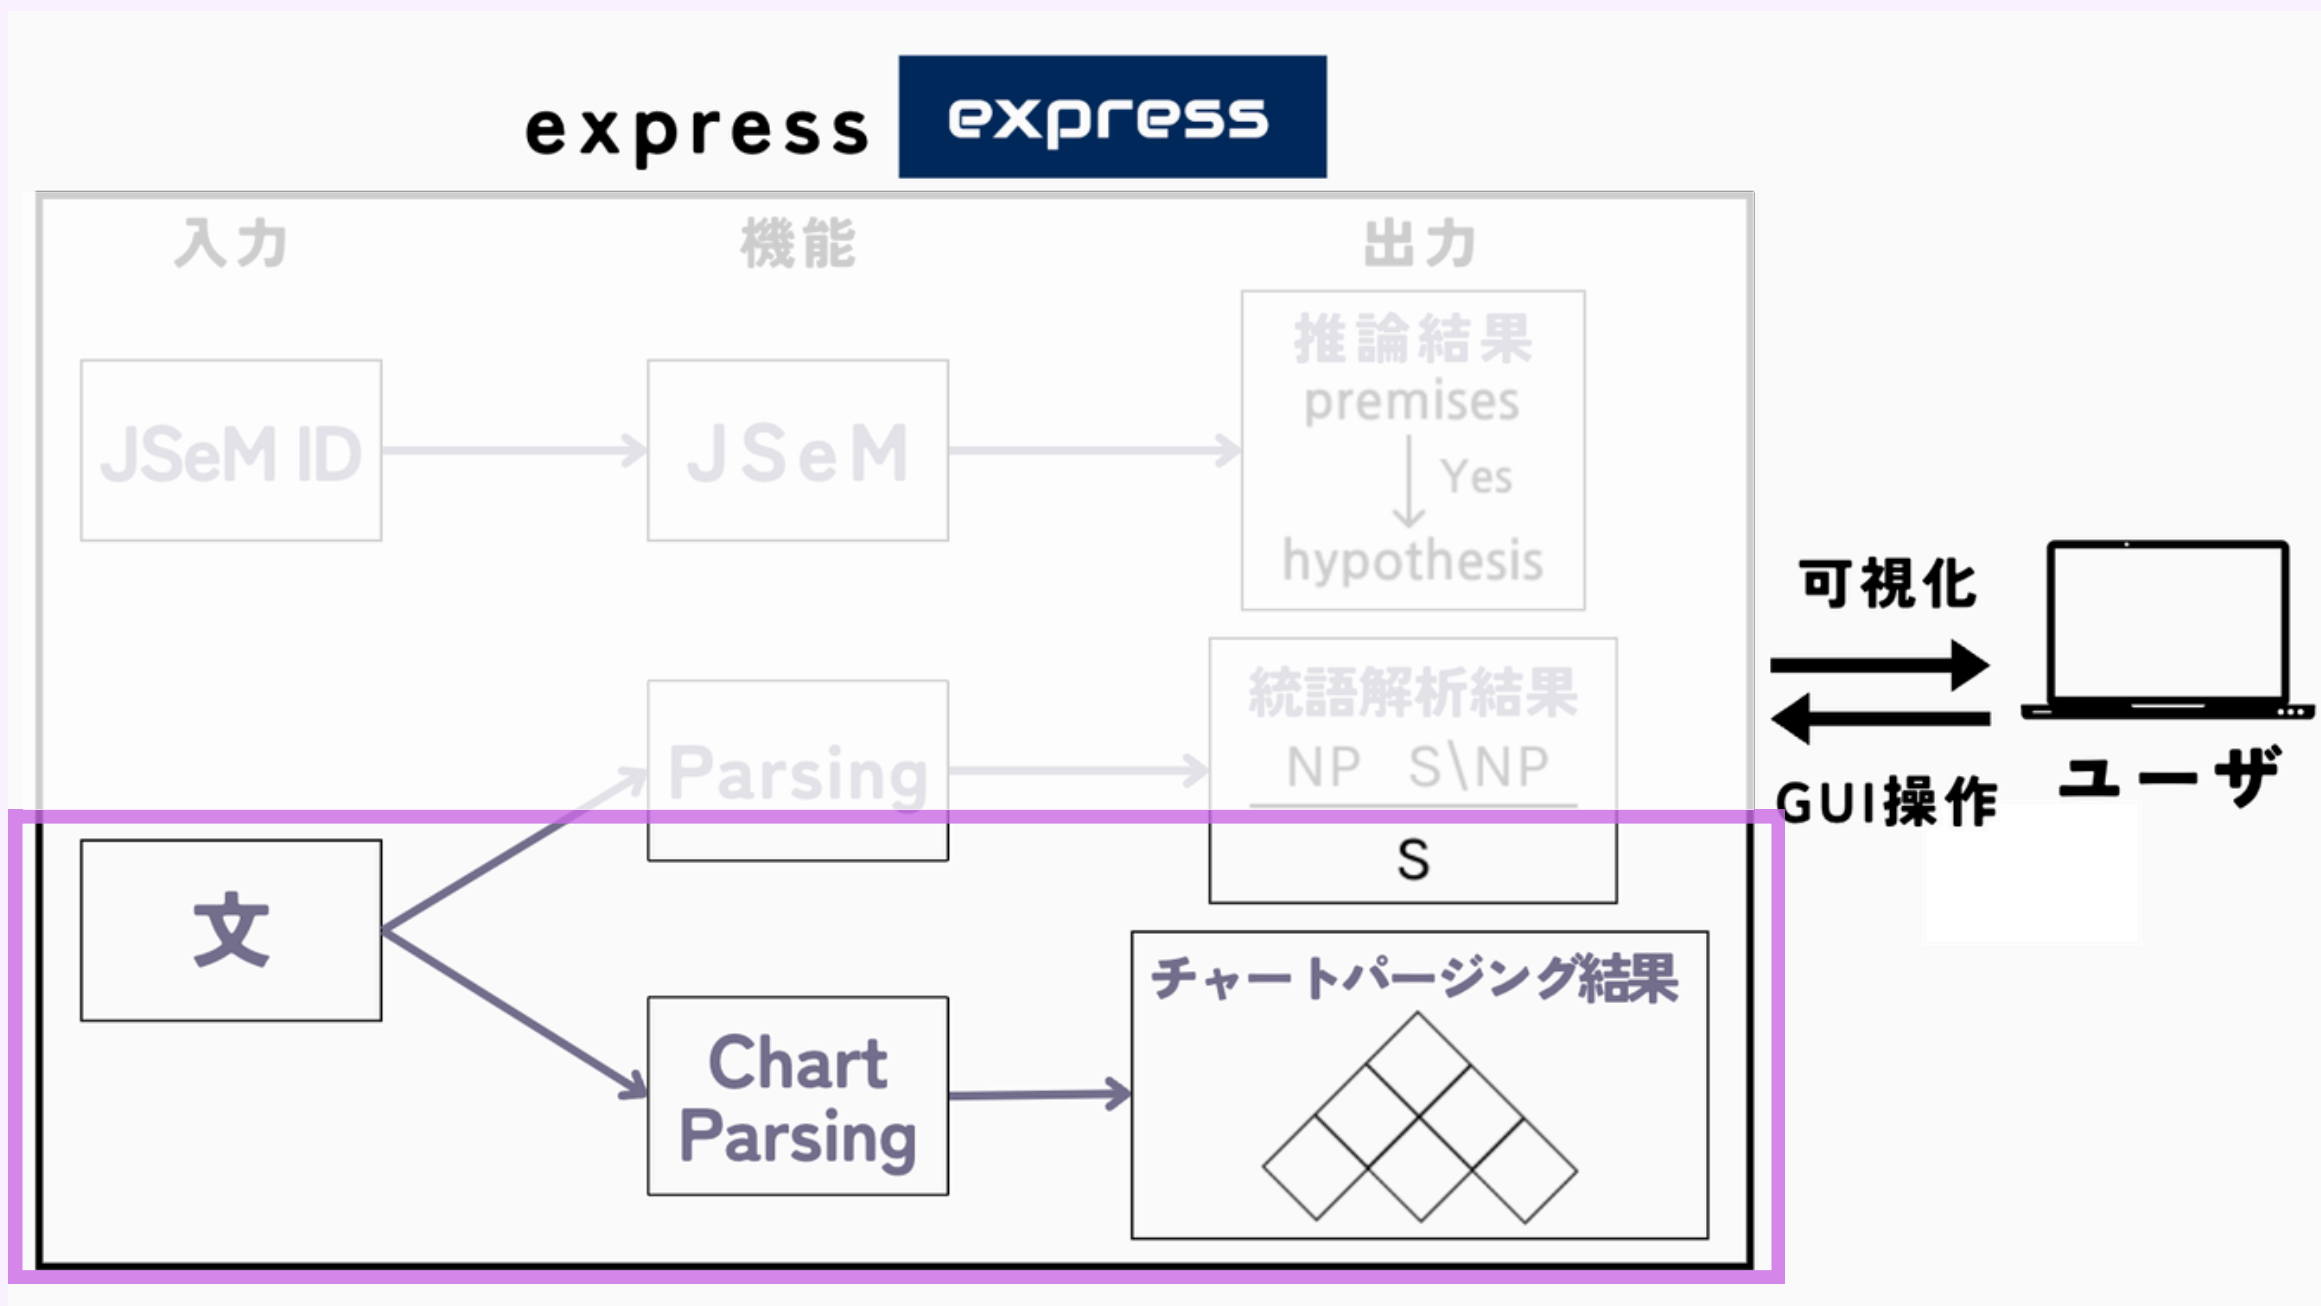 express
express
入力
機能
出力
JSeM ID
JSeM
推論結果
premises
Yes
hypothesis
Parsing
統語解析結果
NP S\NP
S
文
Chart
Parsing
チャートパージング結果
可視化
GUI操作
ユーザ